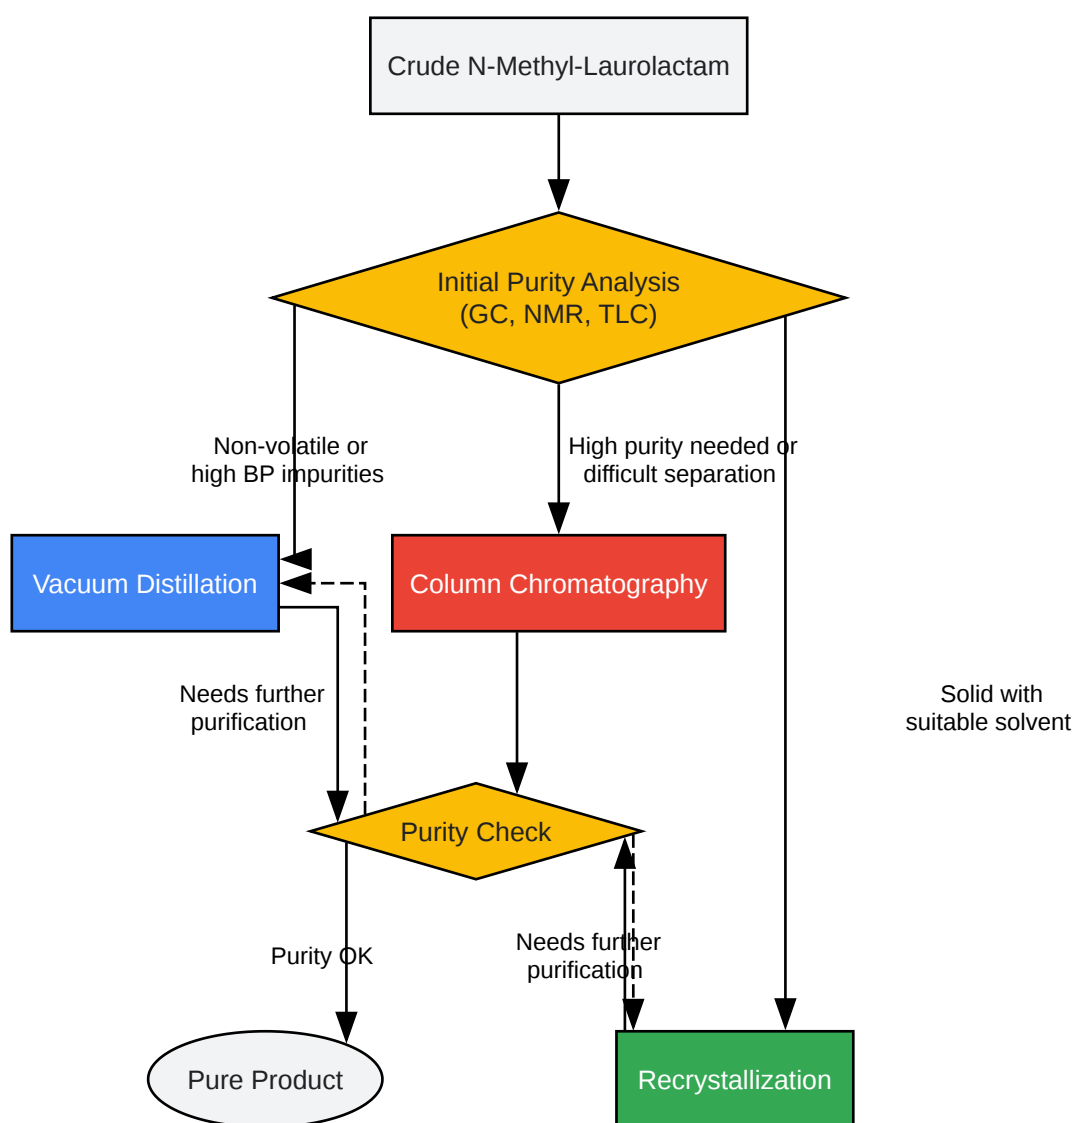 Crude N-Methyl-Laurolactam
Initial Purity Analysis
(GC, NMR, TLC)
Non-volatile or
high BP impurities
High purity needed or
difficult separation
Vacuum Distillation
Column Chromatography
Needs further
purification
Solid with
suitable solvent
Purity Check
Purity OK
Needs further
purification
Pure Product
Recrystallization